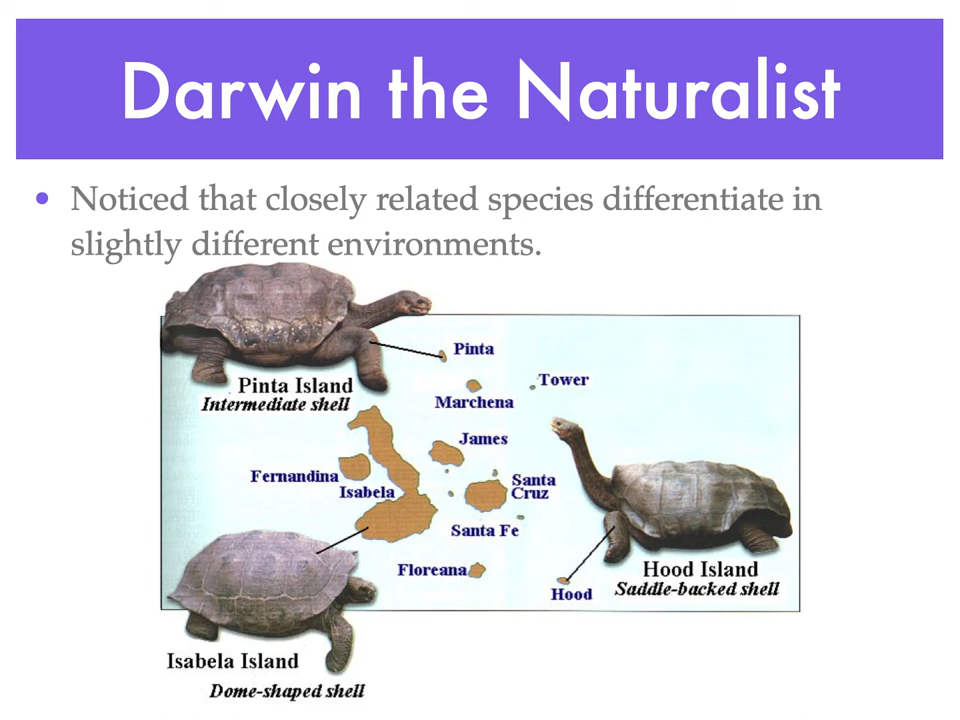 Darwin the Naturalist
• Noticed that closely related species differentiate in
slightly different environments.
Pinta
Pinta Island
Intermediate shell
Tower
Marchena
James
Fernandina
Isabela
Santa
Cruz
Santa Fe
Floreana
Hood
Hood Island
Saddle-backed shell
Isabela Island
Dome-shaped shell